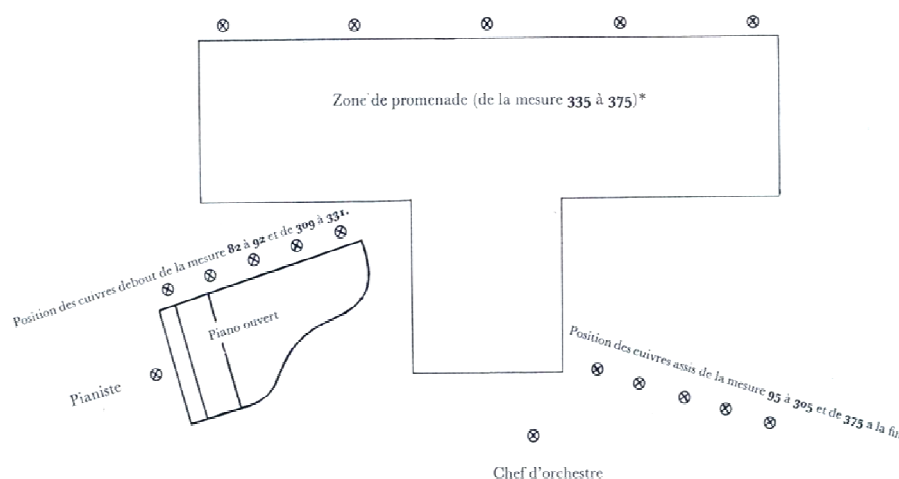 Zone de promenade (de la mesure 335 à 375)*
Position des cuivres debout de la mesure 82 à 92 et de 309 à 331.
Piano ouvert
Pianiste
Position des cuivres assis de la mesure 95 à 305 et de 375 a la fin
Chef d'orchestre